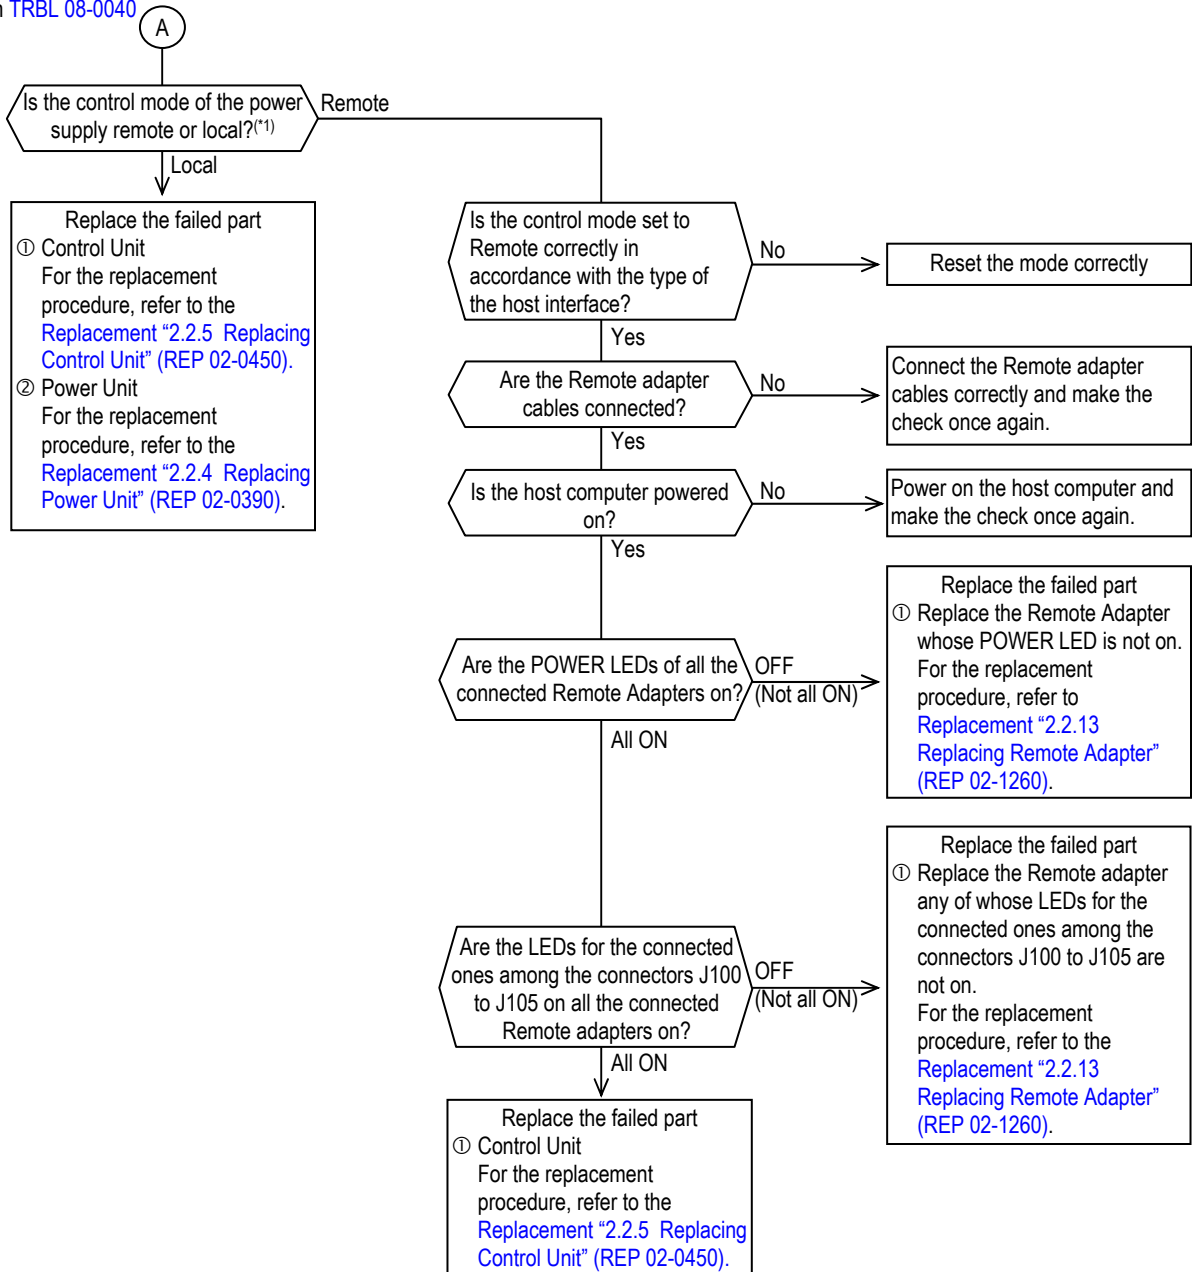 TRBL 08-0040
A
Is the control mode of the power
supply remote or local?(*1)
Remote
Local
Replace the failed part
① Control Unit
For the replacement
procedure, refer to the
Replacement “2.2.5 Replacing
Control Unit” (REP 02-0450).
② Power Unit
For the replacement
procedure, refer to the
Replacement “2.2.4 Replacing
Power Unit” (REP 02-0390).
Is the control mode set to
Remote correctly in
accordance with the type of
the host interface?
No
Reset the mode correctly
Yes
Are the Remote adapter
cables connected?
No
Connect the Remote adapter
cables correctly and make the
check once again.
Yes
Is the host computer powered
on?
No
Power on the host computer and
make the check once again.
Yes
Are the POWER LEDs of all the
connected Remote Adapters on?
OFF
(Not all ON)
Replace the failed part
① Replace the Remote Adapter
whose POWER LED is not on.
For the replacement
procedure, refer to
Replacement “2.2.13
Replacing Remote Adapter”
(REP 02-1260).
All ON
Are the LEDs for the connected
ones among the connectors J100
to J105 on all the connected
Remote adapters on?
OFF
(Not all ON)
Replace the failed part
① Replace the Remote adapter
any of whose LEDs for the
connected ones among the
connectors J100 to J105 are
not on.
For the replacement
procedure, refer to the
Replacement “2.2.13
Replacing Remote Adapter”
(REP 02-1260).
All ON
Replace the failed part
① Control Unit
For the replacement
procedure, refer to the
Replacement “2.2.5 Replacing
Control Unit” (REP 02-0450).